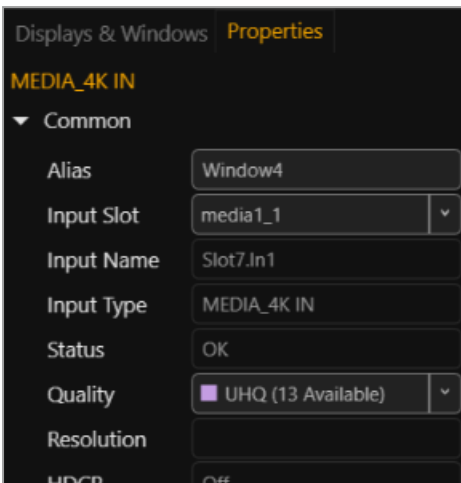 Displays & Windows Properties
MEDIA_4K IN
Common
Alias Window4
Input Slot media1_1
Input Name Slot7.In1
Input Type MEDIA_4K IN
Status OK
Quality UHQ (13 Available)
Resolution
HDCP Off